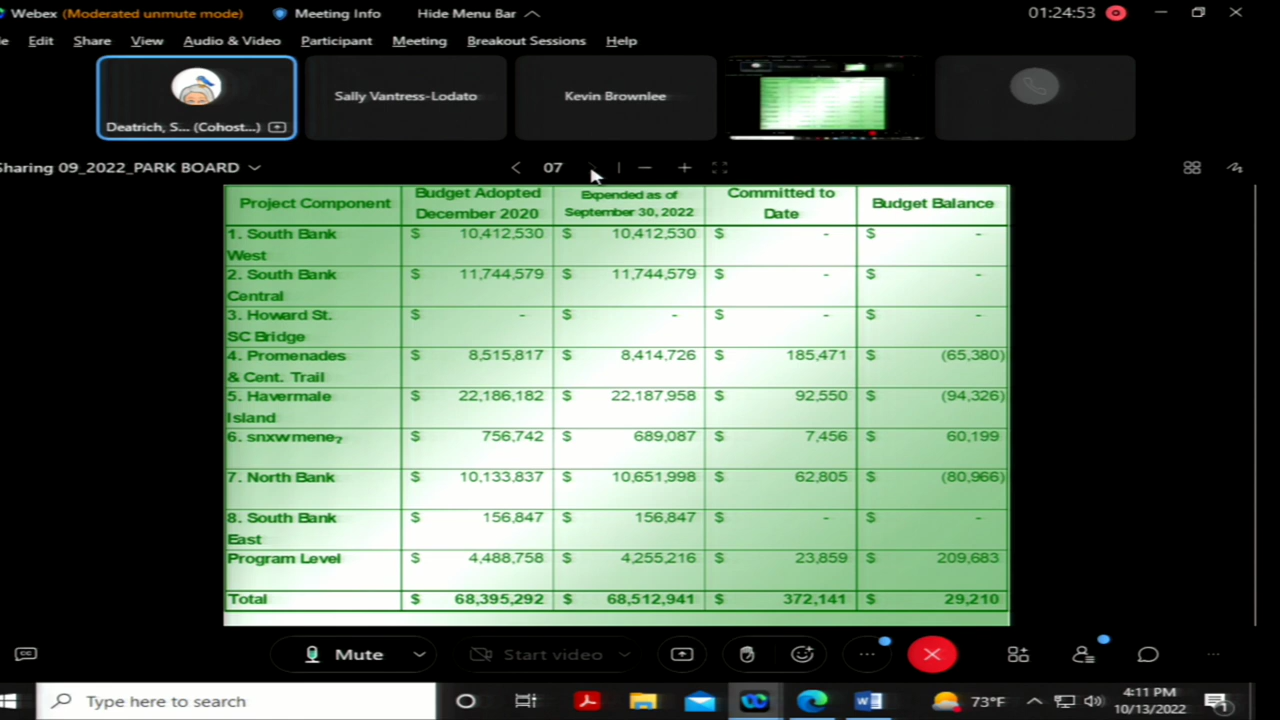 Webex (Moderated unmute mode) Meeting Info Hide Menu Bar 01:24:53
Edit Share View Audio & Video Participant Meeting Breakout Sessions Help
Sally Vantress-Lodato Kevin Brownlee
Deatrich, S... (Cohost...)
Sharing 09_2022_PARK BOARD 07
Project Component Budget Adopted December 2020 Expended as of September 30, 2022 Committed to Date Budget Balance
1. South Bank West $ 10,412,530 $ 10,412,530 $ - $ -
2. South Bank Central $ 11,744,579 $ 11,744,579 $ - $ -
3. Howard St. SC Bridge $ - $ - $ - $ -
4. Promenades & Cent. Trail $ 8,515,817 $ 8,414,726 $ 185,471 $ (65,380)
5. Havermale Island $ 22,186,182 $ 22,187,958 $ 92,550 $ (94,326)
6. snxwmene? $ 756,742 $ 689,087 $ 7,456 $ 60,199
7. North Bank $ 10,133,837 $ 10,651,998 $ 62,805 $ (80,966)
8. South Bank East $ 156,847 $ 156,847 $ - $ -
Program Level $ 4,488,758 $ 4,255,216 $ 23,859 $ 209,683
Total $ 68,395,292 $ 68,512,941 $ 372,141 $ 29,210
Mute Start video
Type here to search 73°F 4:11 PM
10/13/2022 1